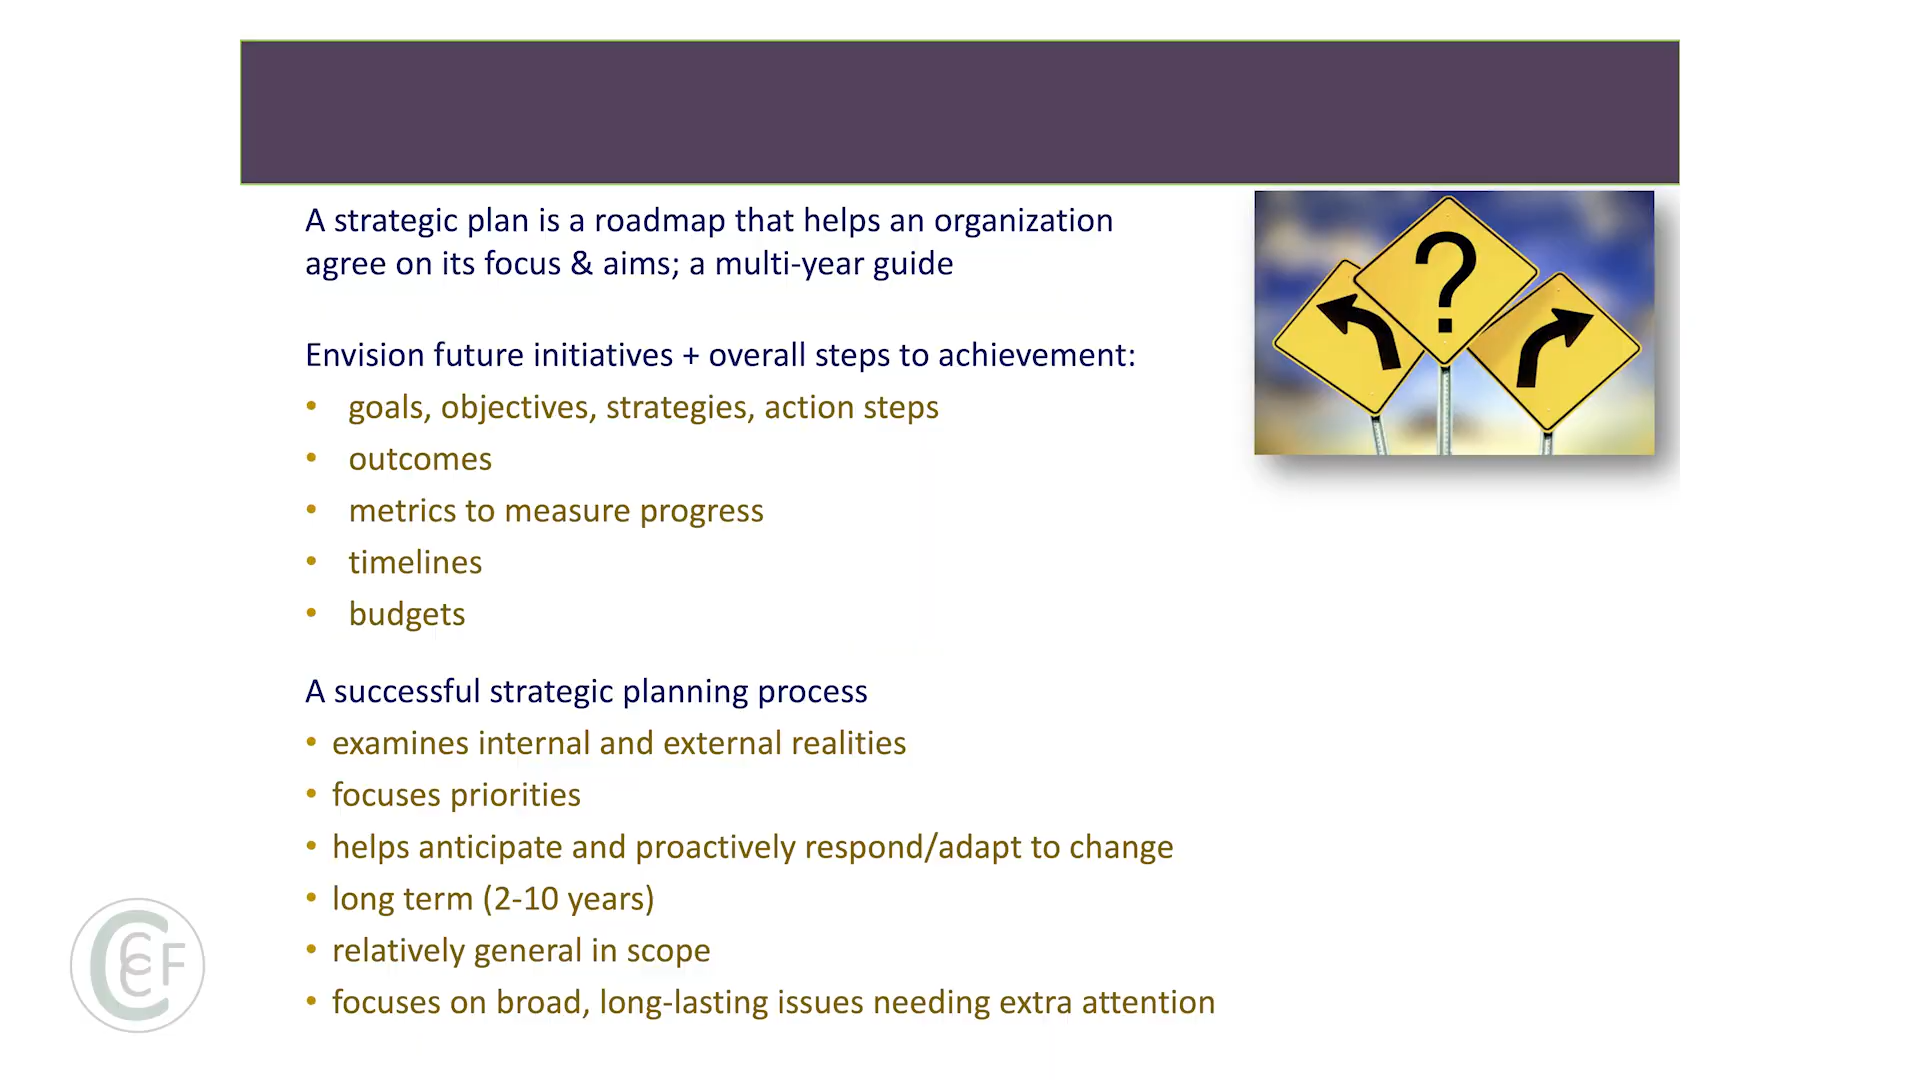 A strategic plan is a roadmap that helps an organization
agree on its focus & aims; a multi-year guide
?
Envision future initiatives + overall steps to achievement:
• goals, objectives, strategies, action steps
• outcomes
• metrics to measure progress
• timelines
• budgets
A successful strategic planning process
• examines internal and external realities
• focuses priorities
• helps anticipate and proactively respond/adapt to change
• long term (2-10 years)
• relatively general in scope
• focuses on broad, long-lasting issues needing extra attention
CCCF